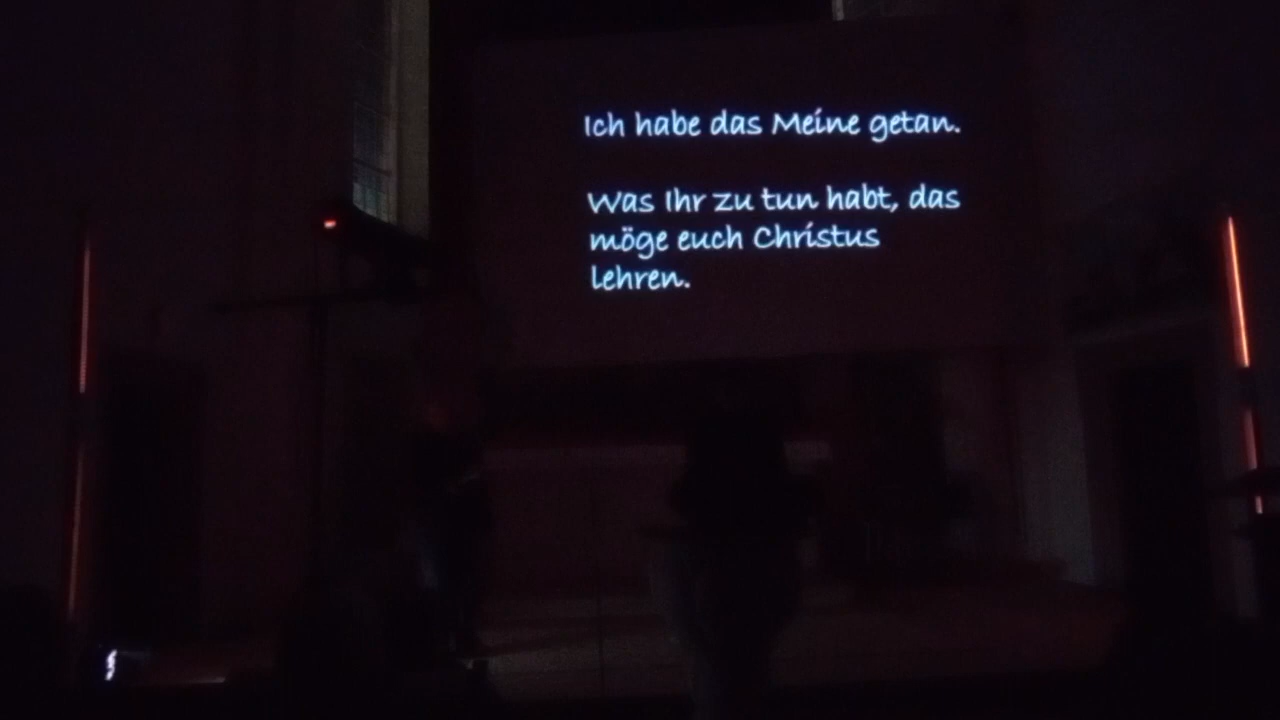 Ich habe das Meine getan.
Was Ihr zu tun habt, das
möge euch Christus
lehren.